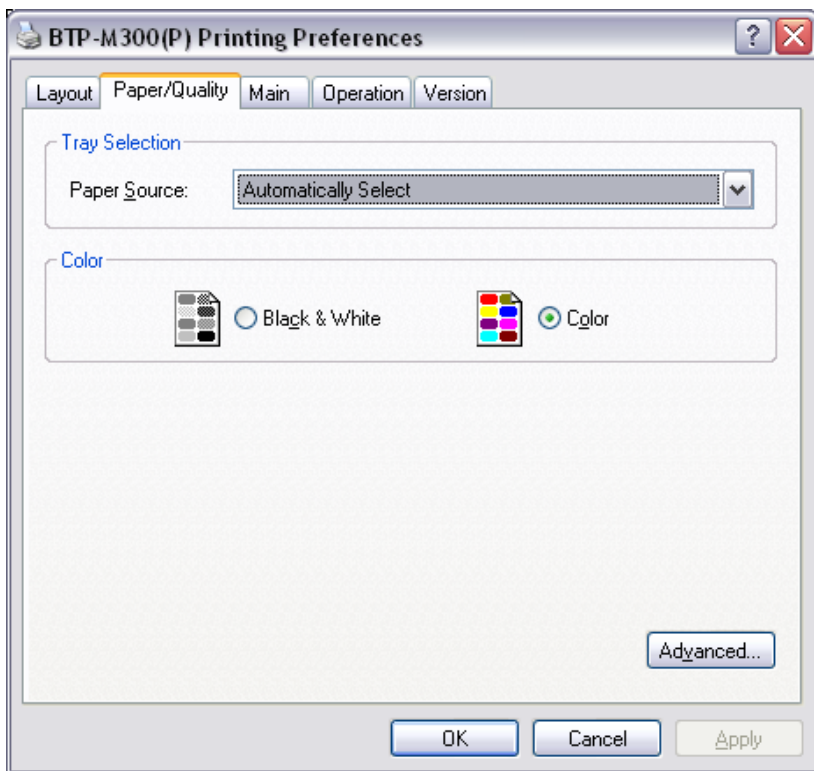 BTP-M300(P) Printing Preferences
Layout Paper/Quality Main Operation Version
Tray Selection
Paper Source: Automatically Select
Color
Black & White Color
Advanced...
OK Cancel Apply